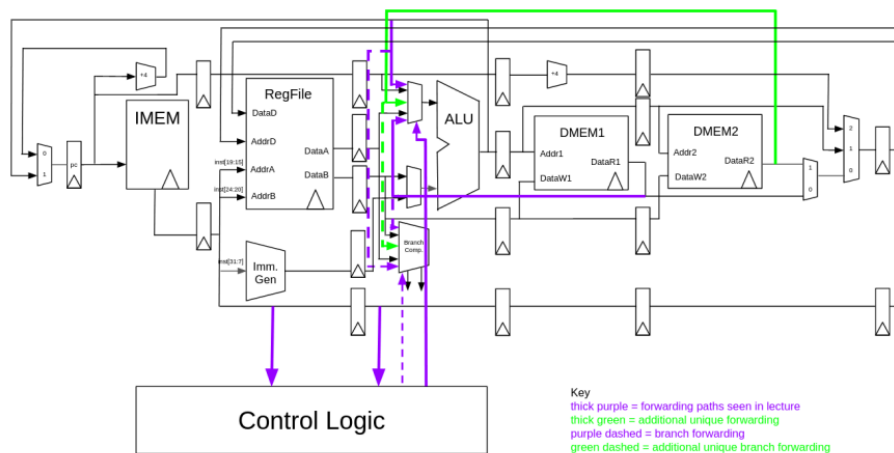 +4
+4
IMEM
RegFile
DataD
AddrD
AddrA
AddrB
DataA
DataB
inst[19:15]
inst[24:20]
inst[31:7]
0
1
pc
Imm.
Gen
ALU
Branch
Comp.
DMEM1
Addr1
DataR1
DataW1
DMEM2
Addr2
DataR2
DataW2
1
0
2
1
0
Control Logic
Key
thick purple = forwarding paths seen in lecture
thick green = additional unique forwarding
purple dashed = branch forwarding
green dashed = additional unique branch forwarding